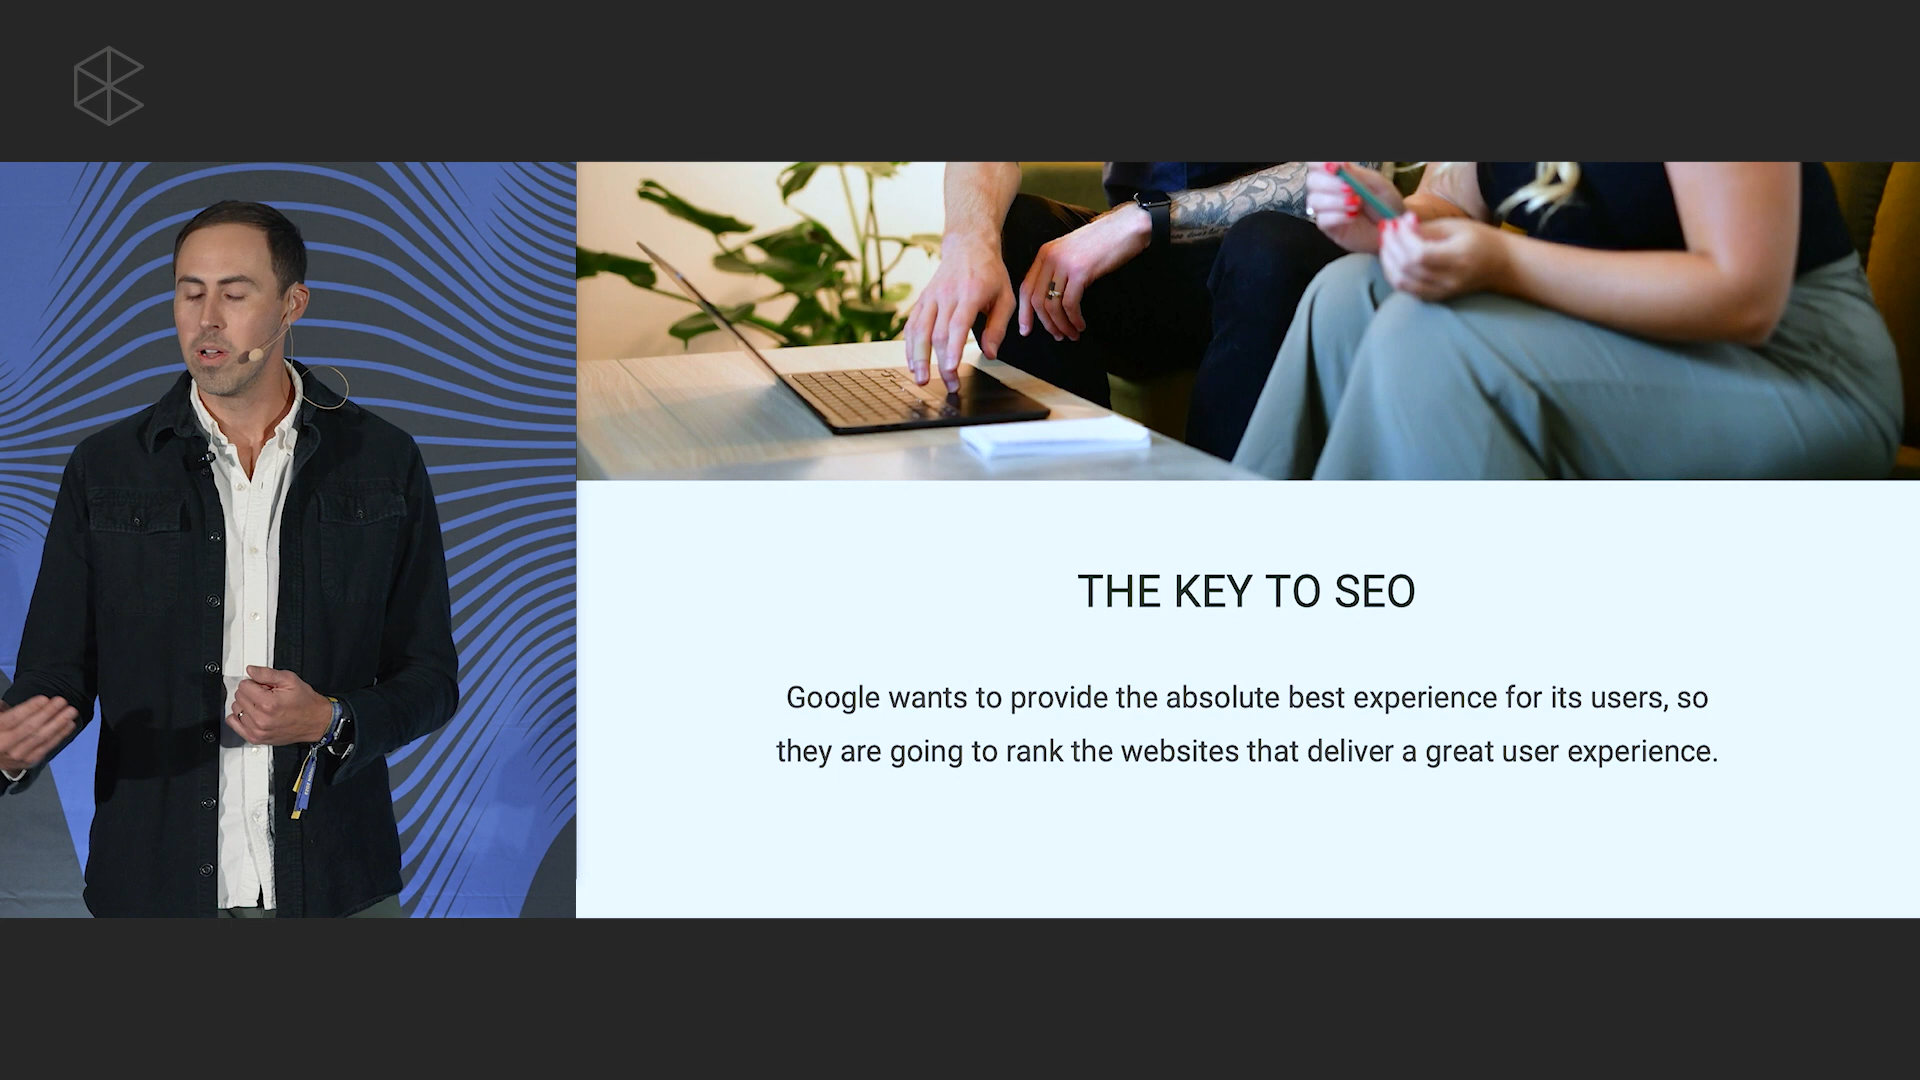 THE KEY TO SEO
Google wants to provide the absolute best experience for its users, so
they are going to rank the websites that deliver a great user experience.